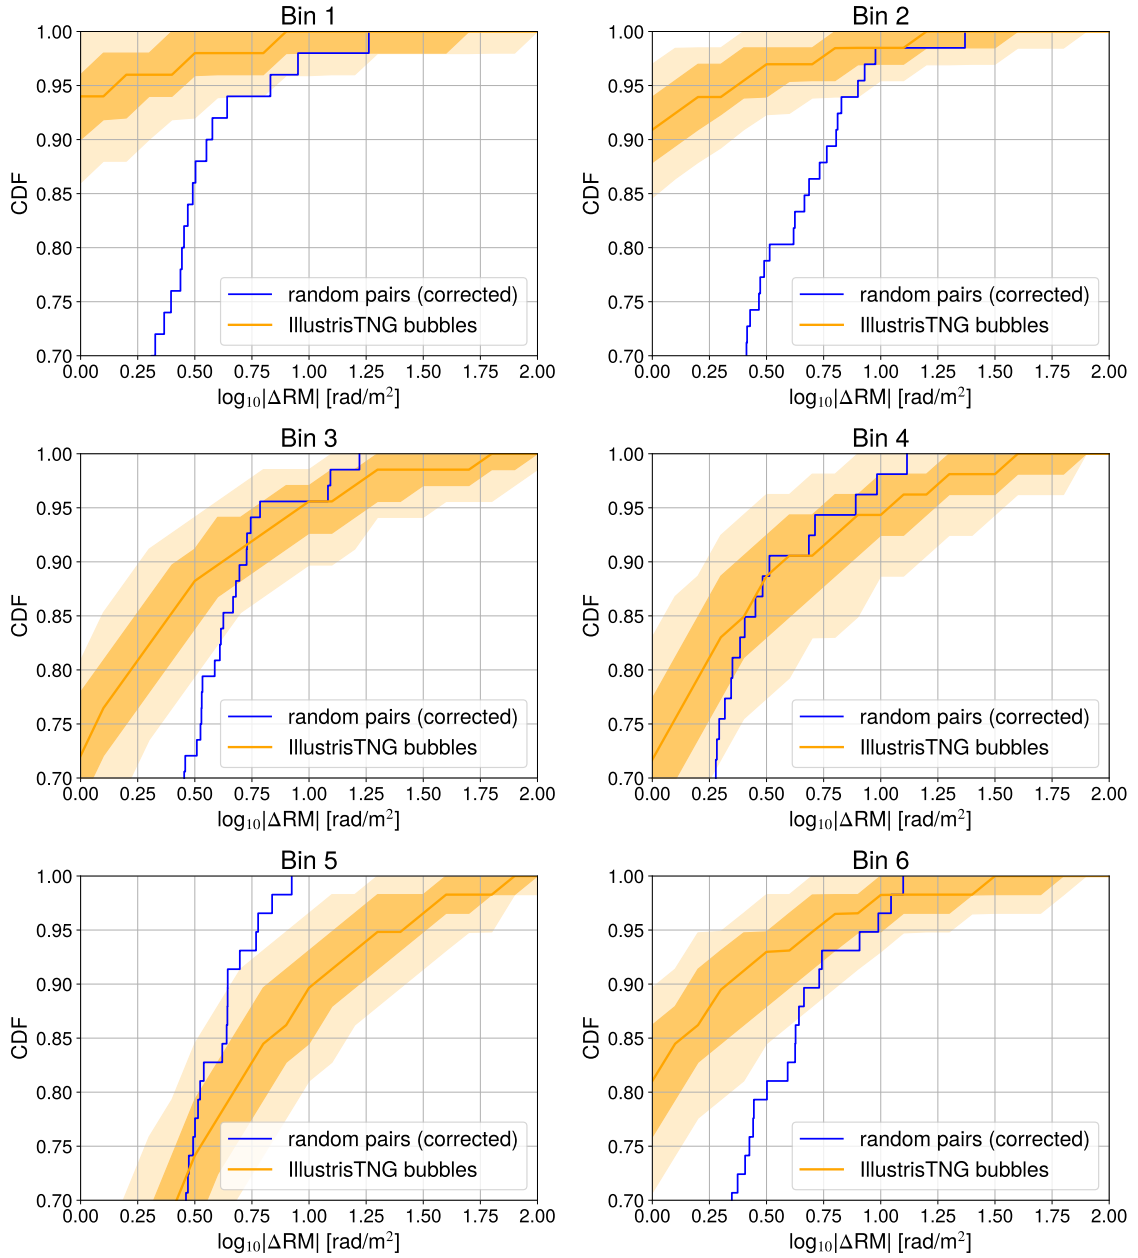 Bin 1
1.00
0.95
0.90
0.85
0.80
0.75
0.70
CDF
random pairs (corrected)
IllustrisTNG bubbles
0.00 0.25 0.50 0.75 1.00 1.25 1.50 1.75 2.00
log₁₀|ΔRM| [rad/m²]
Bin 2
1.00
0.95
0.90
0.85
0.80
0.75
0.70
CDF
random pairs (corrected)
IllustrisTNG bubbles
0.00 0.25 0.50 0.75 1.00 1.25 1.50 1.75 2.00
log₁₀|ΔRM| [rad/m²]
Bin 3
1.00
0.95
0.90
0.85
0.80
0.75
0.70
CDF
random pairs (corrected)
IllustrisTNG bubbles
0.00 0.25 0.50 0.75 1.00 1.25 1.50 1.75 2.00
log₁₀|ΔRM| [rad/m²]
Bin 4
1.00
0.95
0.90
0.85
0.80
0.75
0.70
CDF
random pairs (corrected)
IllustrisTNG bubbles
0.00 0.25 0.50 0.75 1.00 1.25 1.50 1.75 2.00
log₁₀|ΔRM| [rad/m²]
Bin 5
1.00
0.95
0.90
0.85
0.80
0.75
0.70
CDF
random pairs (corrected)
IllustrisTNG bubbles
0.00 0.25 0.50 0.75 1.00 1.25 1.50 1.75 2.00
log₁₀|ΔRM| [rad/m²]
Bin 6
1.00
0.95
0.90
0.85
0.80
0.75
0.70
CDF
random pairs (corrected)
IllustrisTNG bubbles
0.00 0.25 0.50 0.75 1.00 1.25 1.50 1.75 2.00
log₁₀|ΔRM| [rad/m²]